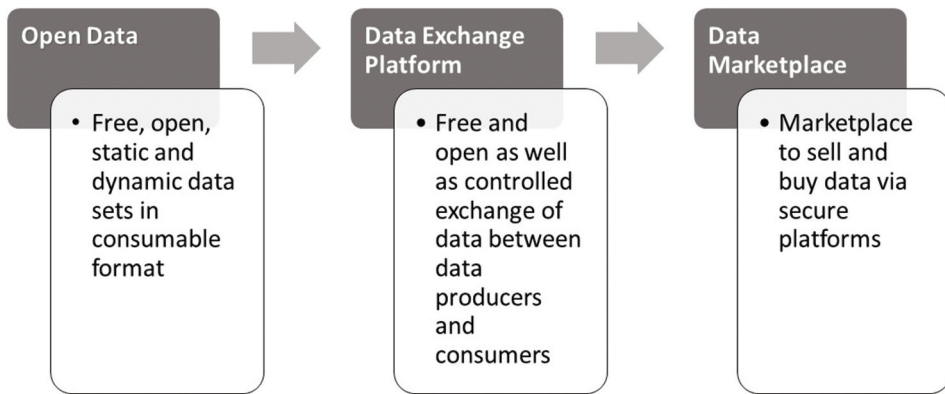 Open Data
• Free, open,
static and
dynamic data
sets in
consumable
format
Data Exchange
Platform
• Free and
open as well
as controlled
exchange of
data between
data
producers
and
consumers
Data
Marketplace
• Marketplace
to sell and
buy data via
secure
platforms